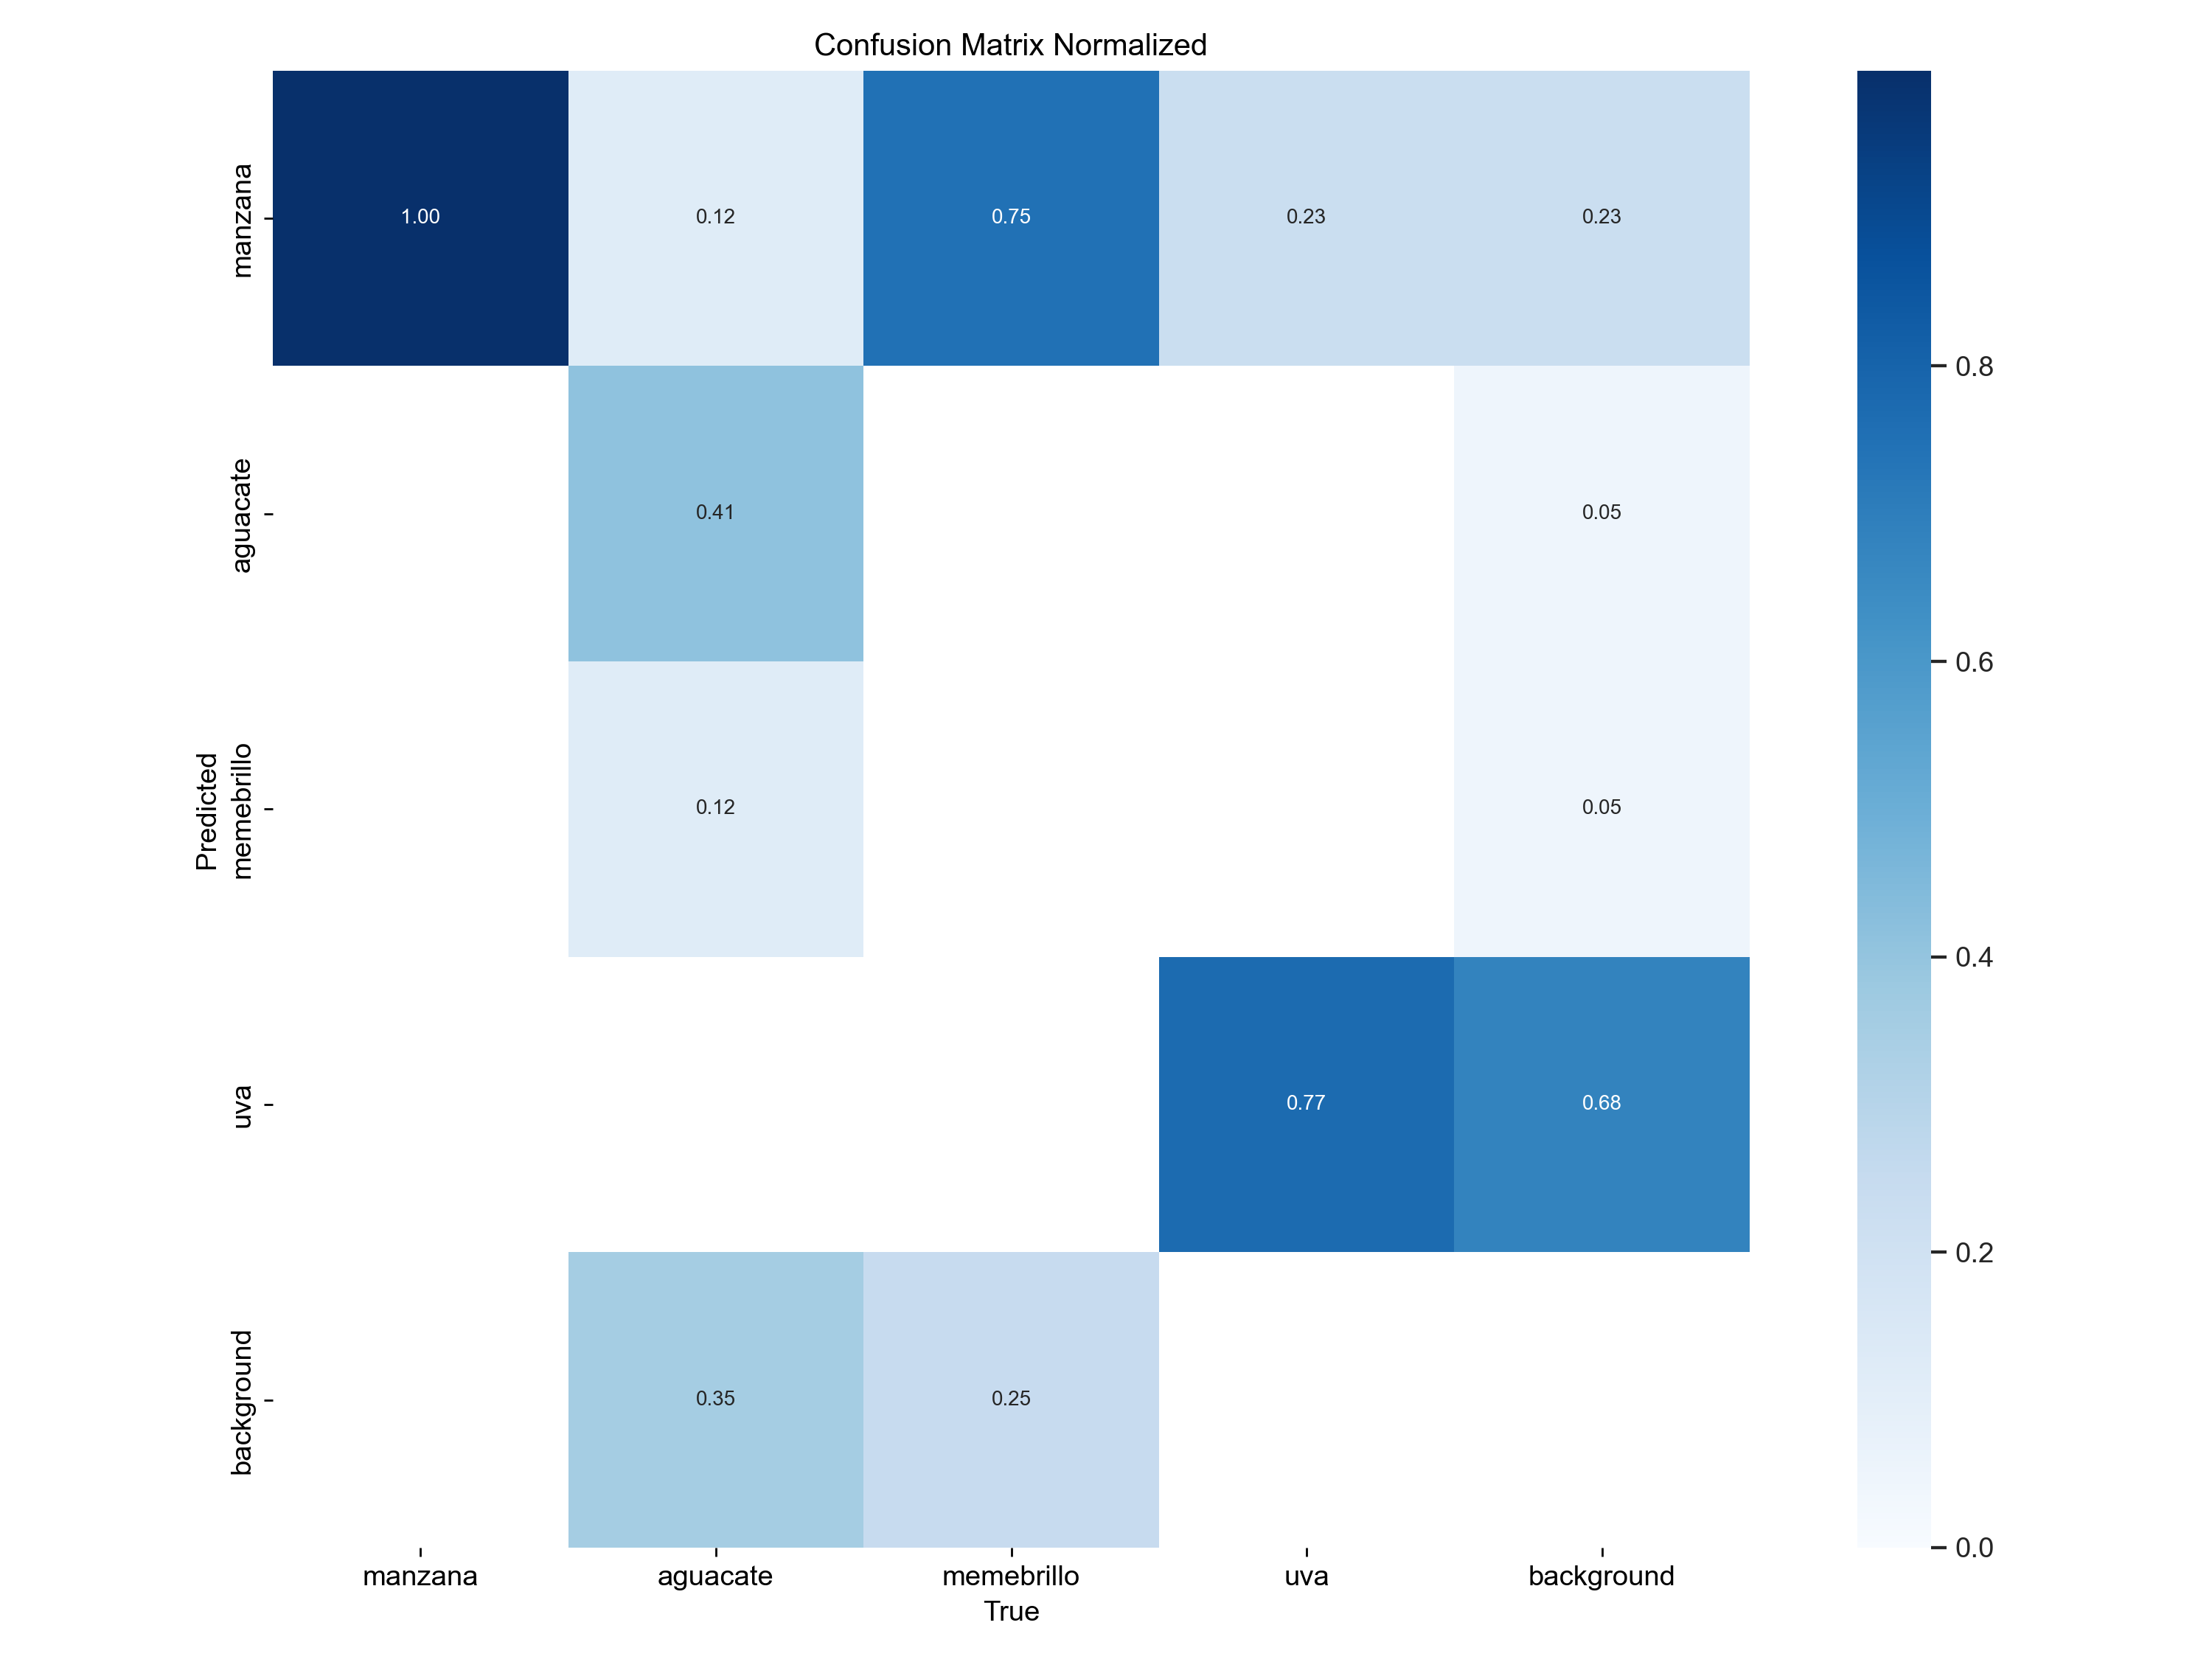 Confusion Matrix Normalized
manzana
1.00 0.12 0.75 0.23 0.23
0.8
aguacate
0.41 0.05
0.6
Predicted
memebrillo
0.12 0.05
0.4
uva
0.77 0.68
0.2
background
0.35 0.25
0.0
manzana aguacate memebrillo uva background
True